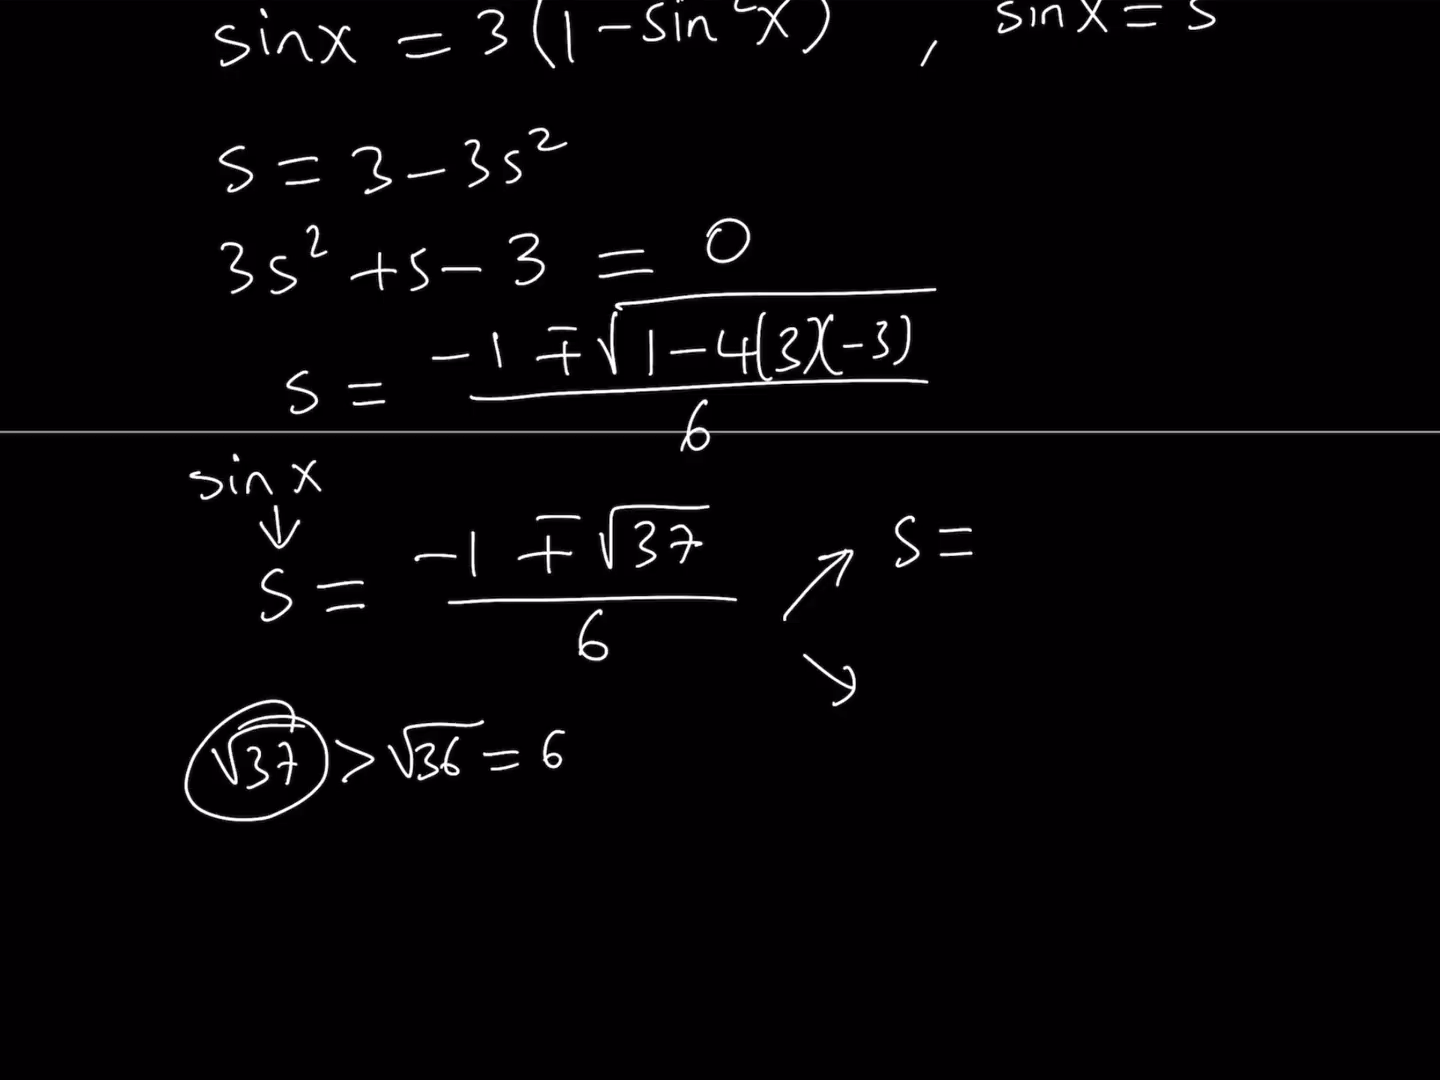 sinx = 3(1-sin²x) , sinx = s
s = 3-3s²
3s² +s-3 = 0
s = (-1 ∓ √(1-4(3)(-3))) / 6
sin x
↓
s = (-1 ∓ √37) / 6 ↗ s =
↘
√37 > √36 = 6